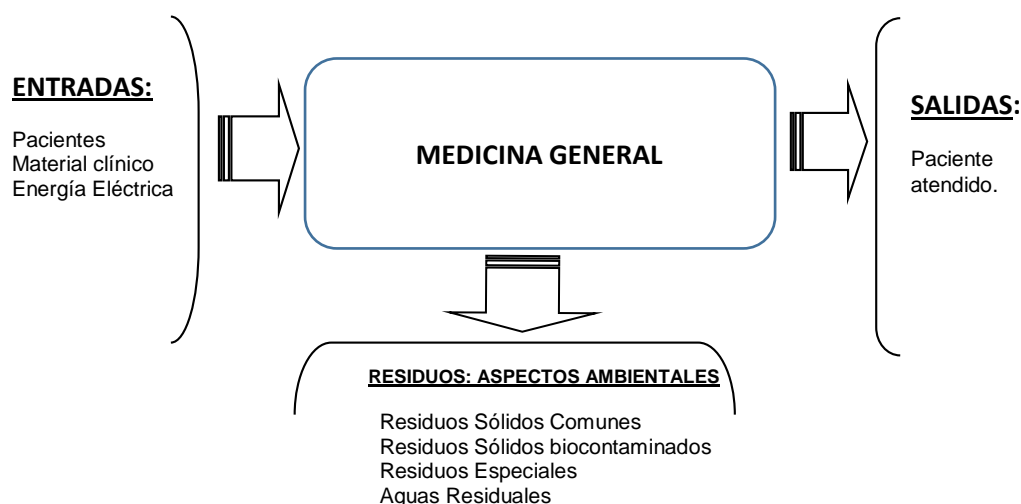 ENTRADAS:
Pacientes
Material clínico
Energía Eléctrica
MEDICINA GENERAL
SALIDAS:
Paciente
atendido.
RESIDUOS: ASPECTOS AMBIENTALES
Residuos Sólidos Comunes
Residuos Sólidos biocontaminados
Residuos Especiales
Aguas Residuales